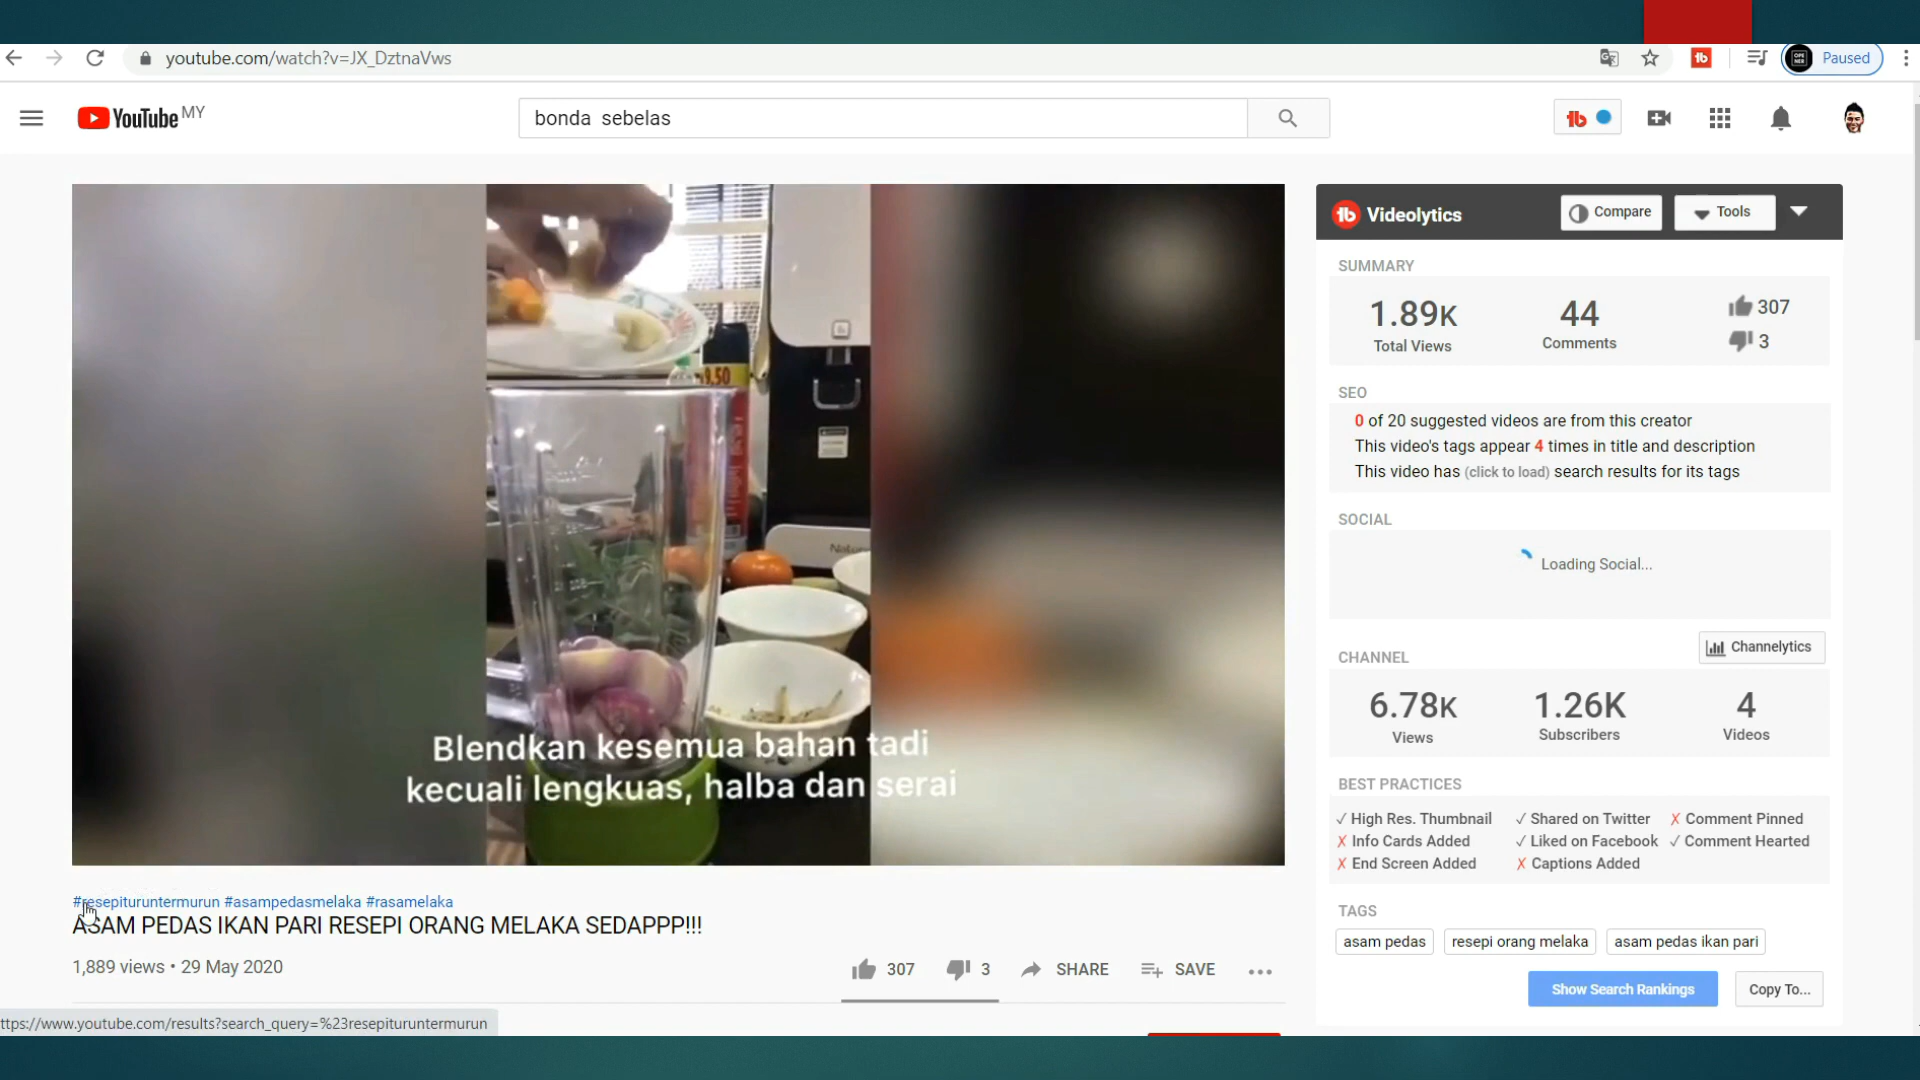 youtube.com/watch?v=JX_DztnaVws
Paused
YouTube MY
bonda sebelas
9.50
Blendkan kesemua bahan tadi
kecuali lengkuas, halba dan serai
#resepituruntermurun #asampedasmelaka #rasamelaka
ASAM PEDAS IKAN PARI RESEPI ORANG MELAKA SEDAPPP!!!
1,889 views • 29 May 2020
307
3
SHARE
SAVE
ttps://www.youtube.com/results?search_query=%23resepituruntermurun
Videolytics
Compare
Tools
SUMMARY
1.89K
44
307
Total Views
Comments
3
SEO
0 of 20 suggested videos are from this creator
This video's tags appear 4 times in title and description
This video has (click to load) search results for its tags
SOCIAL
Loading Social...
CHANNEL
Channelytics
6.78K
1.26K
4
Views
Subscribers
Videos
BEST PRACTICES
✓ High Res. Thumbnail ✓ Shared on Twitter ✗ Comment Pinned
✗ Info Cards Added ✓ Liked on Facebook ✓ Comment Hearted
✗ End Screen Added ✗ Captions Added
TAGS
asam pedas
resepi orang melaka
asam pedas ikan pari
Show Search Rankings
Copy To...